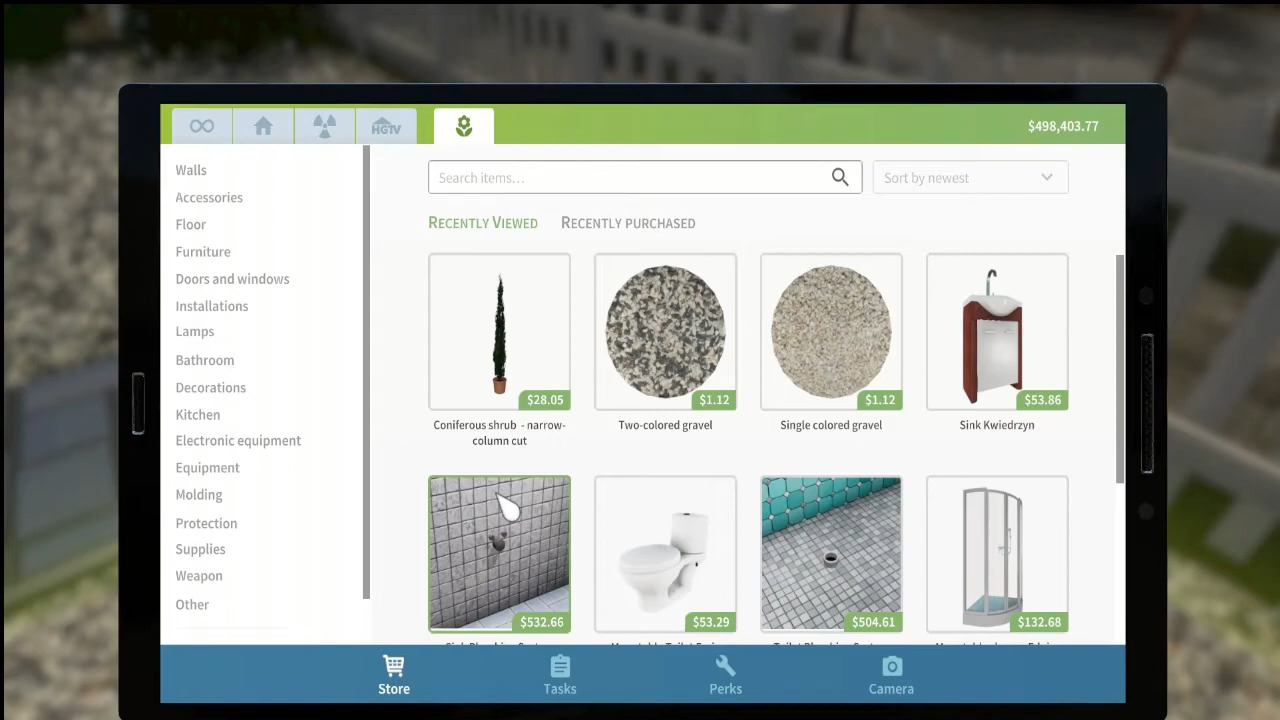 HGTV
$498,403.77
Walls
Accessories
Floor
Furniture
Doors and windows
Installations
Lamps
Bathroom
Decorations
Kitchen
Electronic equipment
Equipment
Molding
Protection
Supplies
Weapon
Other
Search items...
Sort by newest
RECENTLY VIEWED
RECENTLY PURCHASED
$28.05
$1.12
$1.12
$53.86
Coniferous shrub - narrow-
column cut
Two-colored gravel
Single colored gravel
Sink Kwiedrzyn
$532.66
$53.29
$504.61
$132.68
Store
Tasks
Perks
Camera